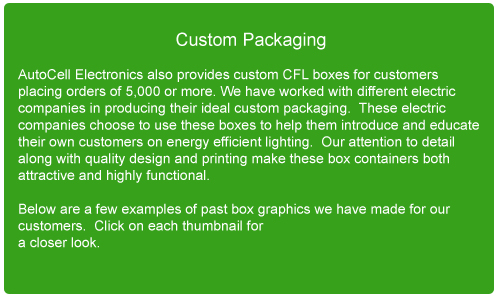 Custom Packaging
AutoCell Electronics also provides custom CFL boxes for customers
placing orders of 5,000 or more. We have worked with different electric
companies in producing their ideal custom packaging.  These electric
companies choose to use these boxes to help them introduce and educate
their own customers on energy efficient lighting.  Our attention to detail
along with quality design and printing make these box containers both
attractive and highly functional.
Below are a few examples of past box graphics we have made for our
customers.  Click on each thumbnail for
a closer look.